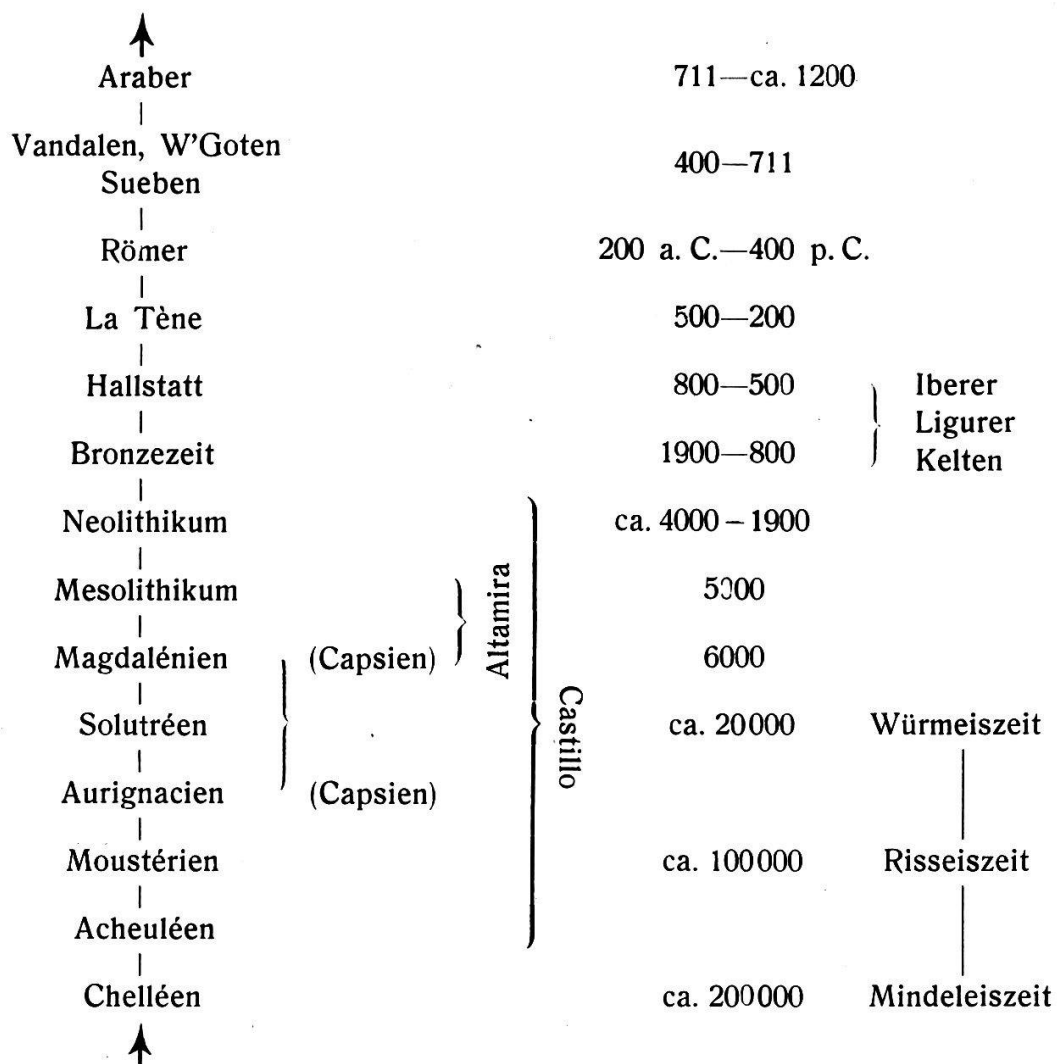 Araber 711—ca. 1200
Vandalen, W'Goten
Sueben 400—711
Römer 200 a. C.—400 p. C.
La Tène 500—200
Hallstatt 800—500 Iberer
Ligurer
Bronzezeit 1900—800 Kelten
Neolithikum ca. 4000–1900
Mesolithikum 5000
Altamira
Magdalénien (Capsien) 6000
Solutréen ca. 20000 Würmeiszeit
Castillo
Aurignacien (Capsien)
Moustérien ca. 100000 Risseiszeit
Acheuléen
Chelléen ca. 200000 Mindeleiszeit